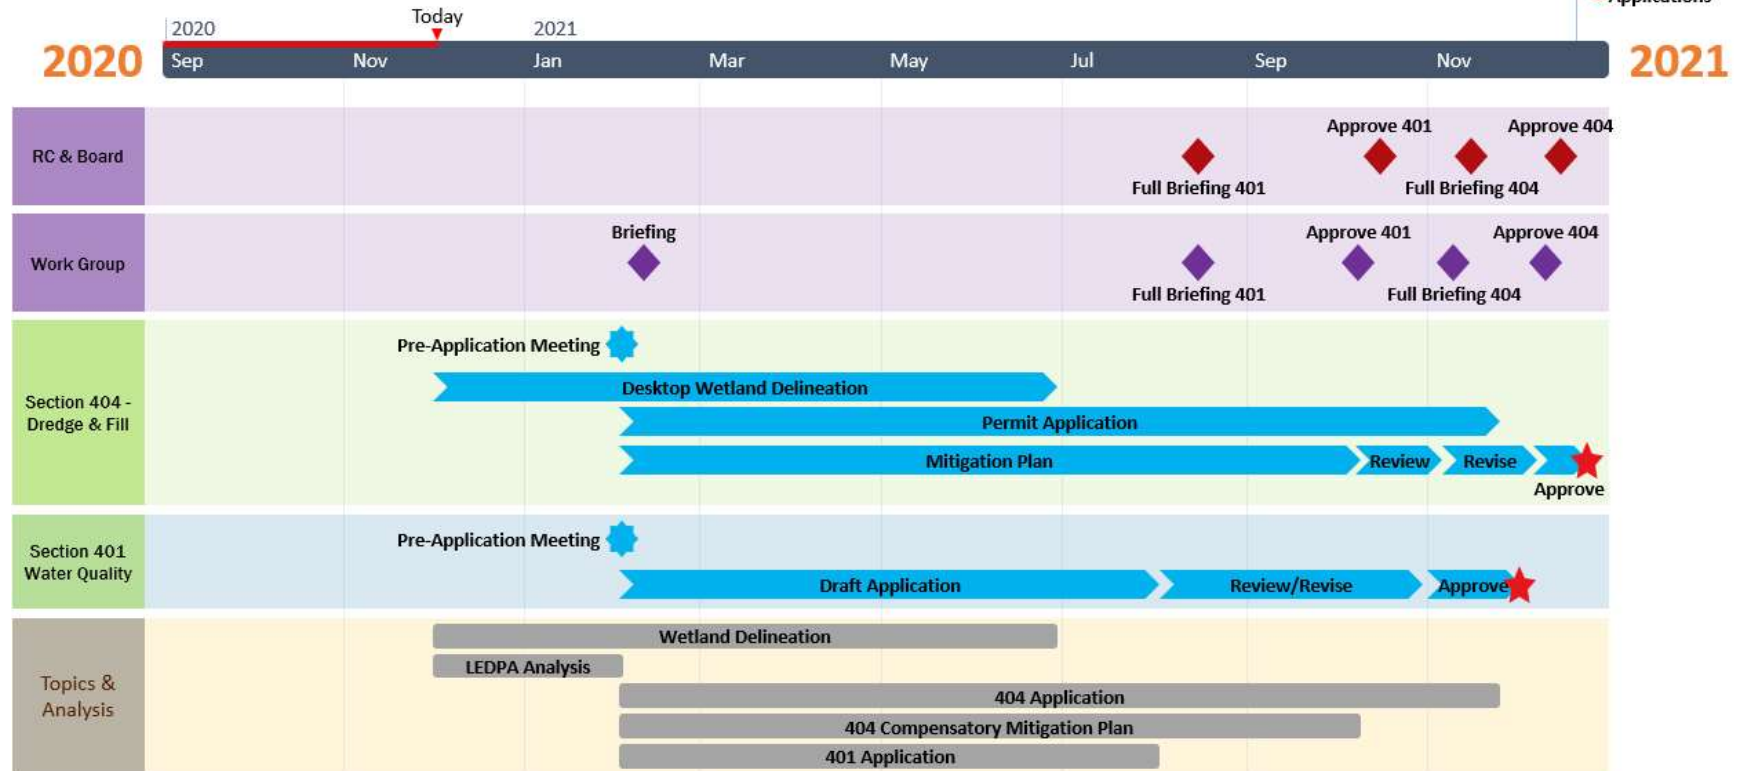 Applications
Today
2020
2021
2020
Sep
Nov
Jan
Mar
May
Jul
Sep
Nov
2021
RC & Board
Approve 401
Approve 404
Full Briefing 401
Full Briefing 404
Work Group
Briefing
Approve 401
Approve 404
Full Briefing 401
Full Briefing 404
Section 404 -
Dredge & Fill
Pre-Application Meeting
Desktop Wetland Delineation
Permit Application
Mitigation Plan
Review
Revise
Approve
Section 401
Water Quality
Pre-Application Meeting
Draft Application
Review/Revise
Approve
Topics &
Analysis
Wetland Delineation
LEDPA Analysis
404 Application
404 Compensatory Mitigation Plan
401 Application